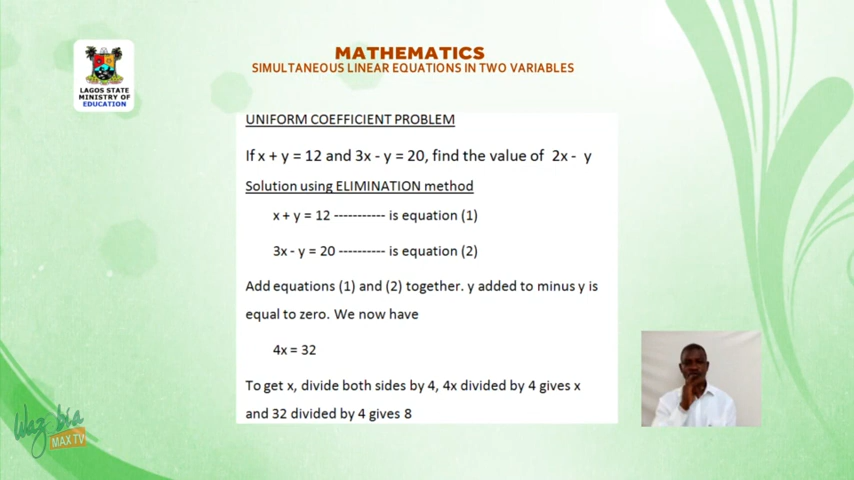 LAGOS STATE
MINISTRY OF
EDUCATION
MATHEMATICS
SIMULTANEOUS LINEAR EQUATIONS IN TWO VARIABLES
UNIFORM COEFFICIENT PROBLEM
If x + y = 12 and 3x - y = 20, find the value of 2x - y
Solution using ELIMINATION method
x + y = 12 ----------- is equation (1)
3x - y = 20 ---------- is equation (2)
Add equations (1) and (2) together. y added to minus y is
equal to zero. We now have
4x = 32
To get x, divide both sides by 4, 4x divided by 4 gives x
and 32 divided by 4 gives 8
Wazobia
MAX TV